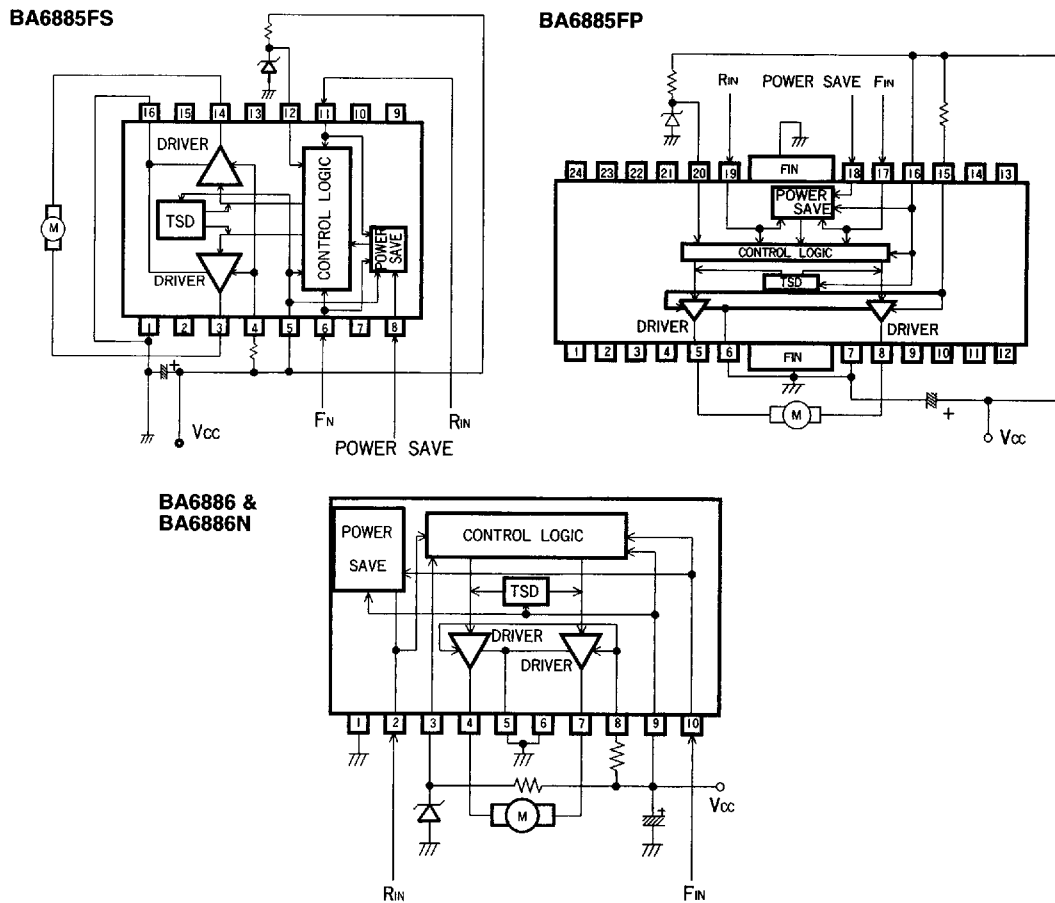 BA6885FS
16 15 14 13 12 11 10 9
DRIVER
TSD
DRIVER
CONTROL LOGIC
POWER SAVE
M
1 2 3 4 5 6 7 8
+
VCC
FN
RIN
POWER SAVE
BA6885FP
RIN POWER SAVE FIN
24 23 22 21 20 19 FIN 18 17 16 15 14 13
POWER
SAVE
CONTROL LOGIC
TSD
DRIVER DRIVER
1 2 3 4 5 6 FIN 7 8 9 10 11 12
M
+
VCC
BA6886 &
BA6886N
POWER
SAVE
CONTROL LOGIC
TSD
DRIVER
DRIVER
1 2 3 4 5 6 7 8 9 10
M
VCC
+
RIN FIN